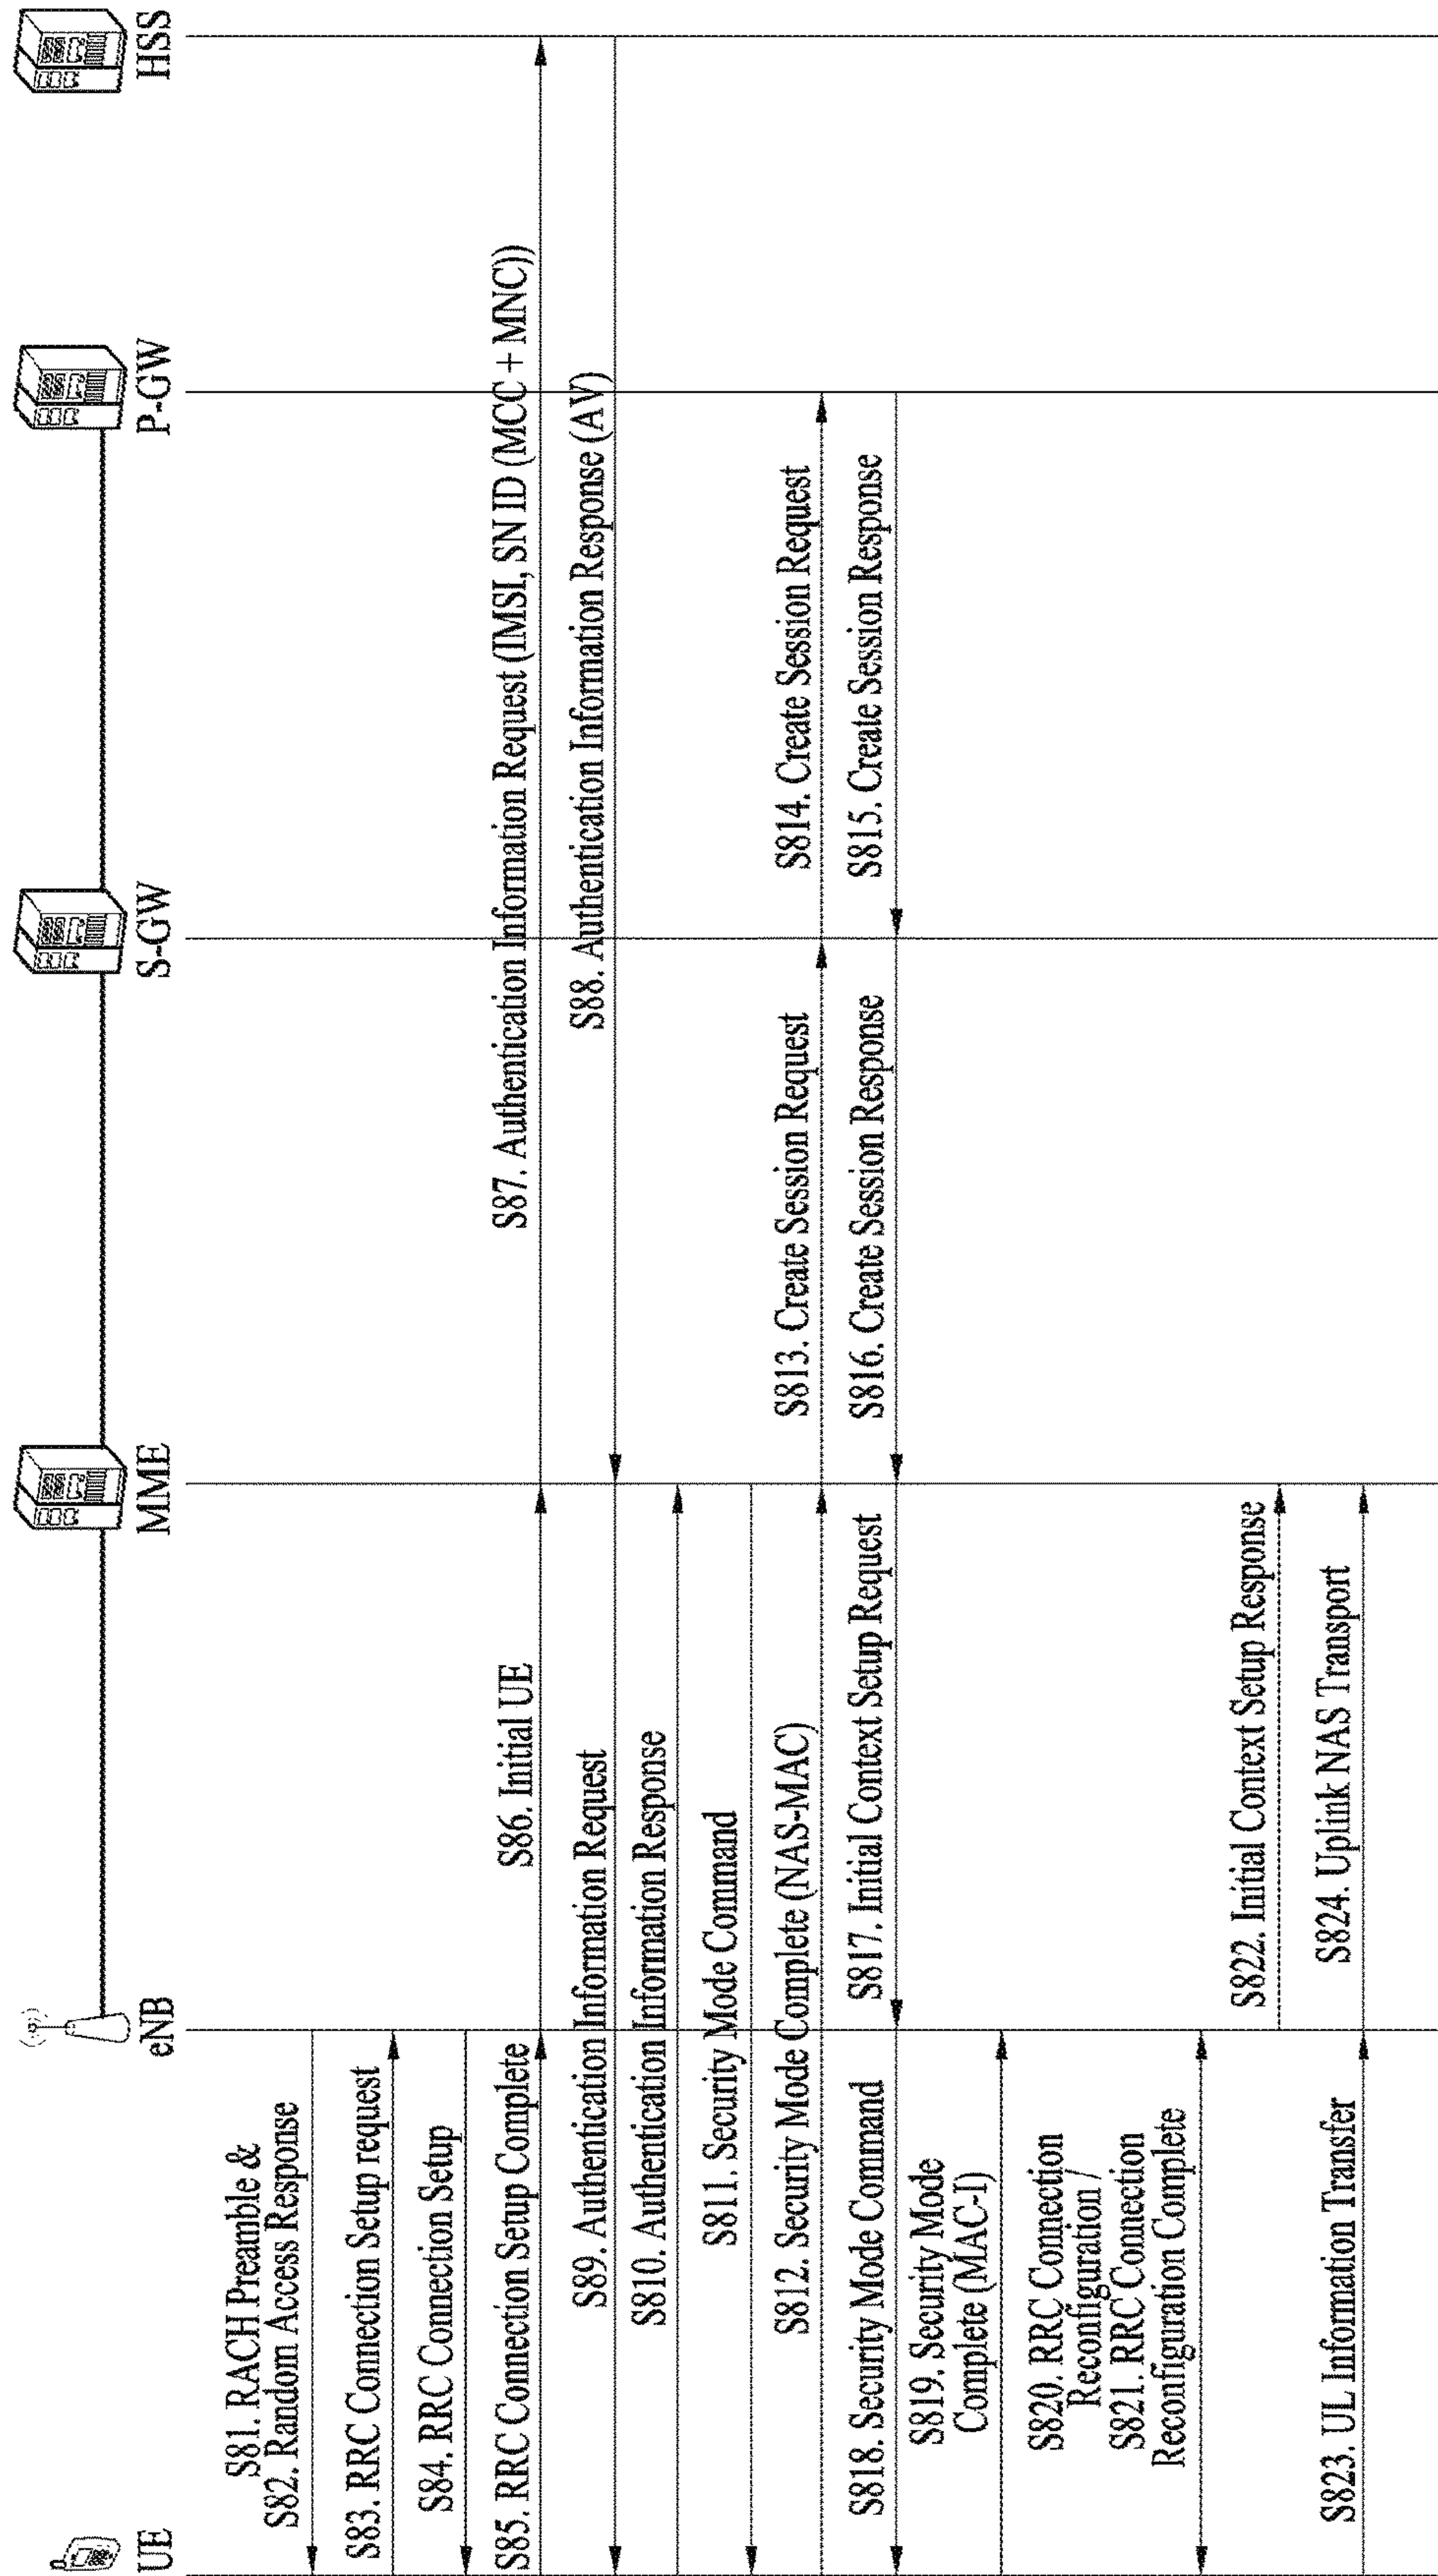 UE
eNB
MME
S-GW
P-GW
HSS
S81. RACH Preamble &
S82. Random Access Response
S83. RRC Connection Setup request
S84. RRC Connection Setup
S85. RRC Connection Setup Complete
S86. Initial UE
S87. Authentication Information Request (IMSI, SN ID (MCC + MNC))
S88. Authentication Information Response (AV)
S89. Authentication Information Request
S810. Authentication Information Response
S811. Security Mode Command
S812. Security Mode Complete (NAS-MAC)
S813. Create Session Request
S814. Create Session Request
S815. Create Session Response
S816. Create Session Response
S817. Initial Context Setup Request
S818. Security Mode Command
S819. Security Mode
Complete (MAC-I)
S820. RRC Connection
Reconfiguration /
S821. RRC Connection
Reconfiguration Complete
S822. Initial Context Setup Response
S823. UL Information Transfer
S824. Uplink NAS Transport